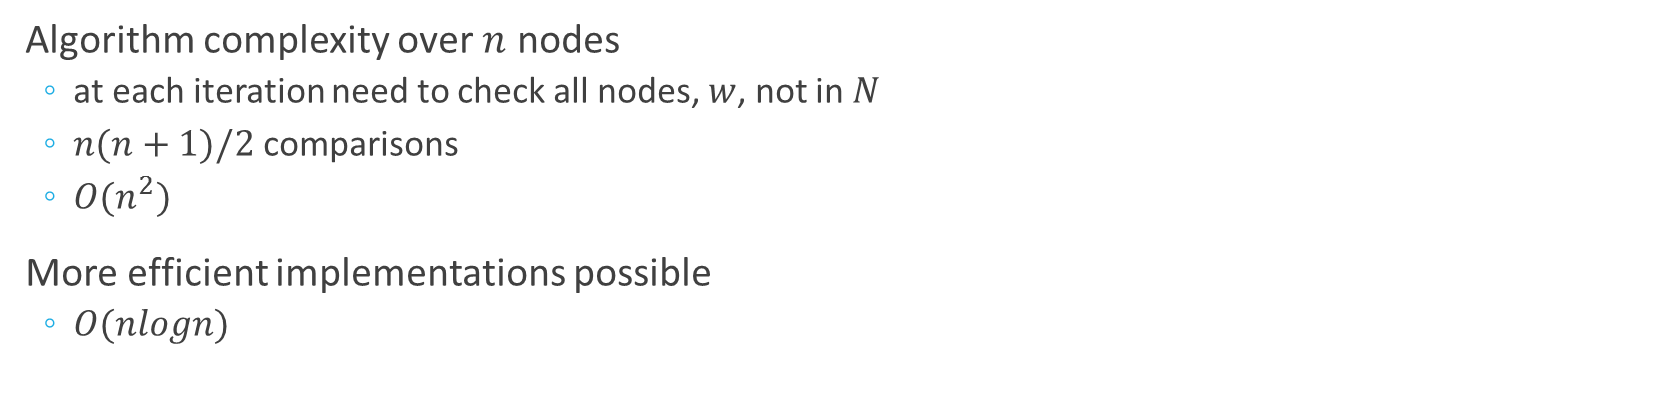 Algorithm complexity over n nodes
◦ at each iteration need to check all nodes, w, not in N
◦ n(n + 1)/2 comparisons
◦ O(n²)
More efficient implementations possible
◦ O(nlogn)